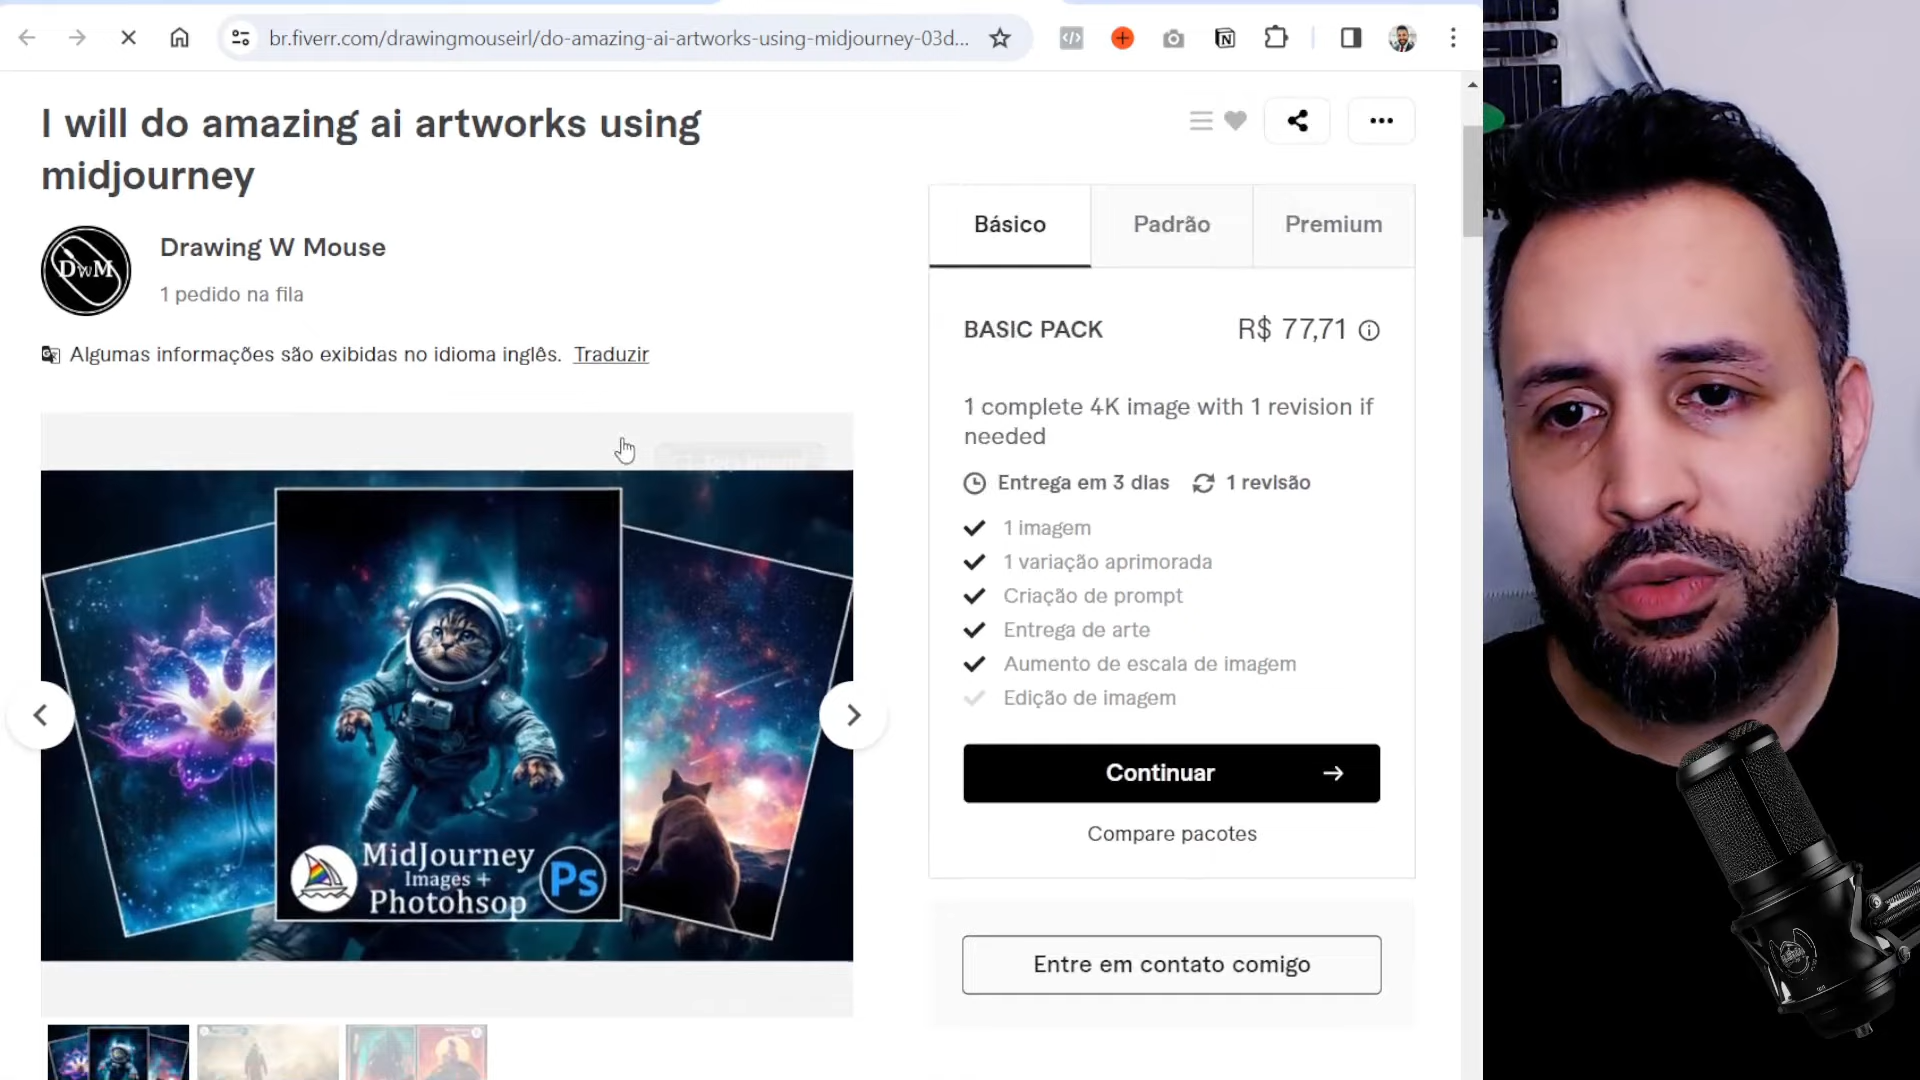 br.fiverr.com/drawingmouseirl/do-amazing-ai-artworks-using-midjourney-03d...
I will do amazing ai artworks using
midjourney
DwM
Drawing W Mouse
1 pedido na fila
Algumas informações são exibidas no idioma inglês. Traduzir
MidJourney
Images +
Photohsop
Ps
Básico
Padrão
Premium
BASIC PACK
R$ 77,71
1 complete 4K image with 1 revision if
needed
Entrega em 3 dias
1 revisão
1 imagem
1 variação aprimorada
Criação de prompt
Entrega de arte
Aumento de escala de imagem
Edição de imagem
Continuar
Compare pacotes
Entre em contato comigo